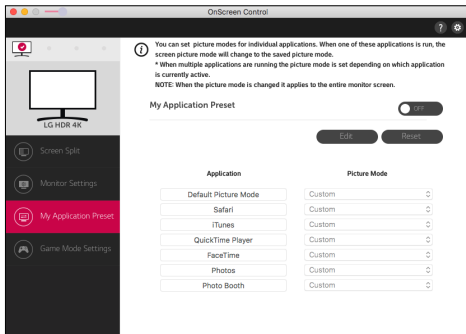 OnScreen Control
?
You can set picture modes for individual applications. When one of these applications is run, the
screen picture mode will change to the saved picture mode.
* When multiple applications are running the picture mode is set depending on which application
is currently active.
NOTE: When the picture mode is changed it applies to the entire monitor screen.
LG HDR 4K
Screen Split
Monitor Settings
My Application Preset
Game Mode Settings
My Application Preset
OFF
Edit
Reset
Application
Picture Mode
Default Picture Mode
Custom
Safari
Custom
iTunes
Custom
QuickTime Player
Custom
FaceTime
Custom
Photos
Custom
Photo Booth
Custom